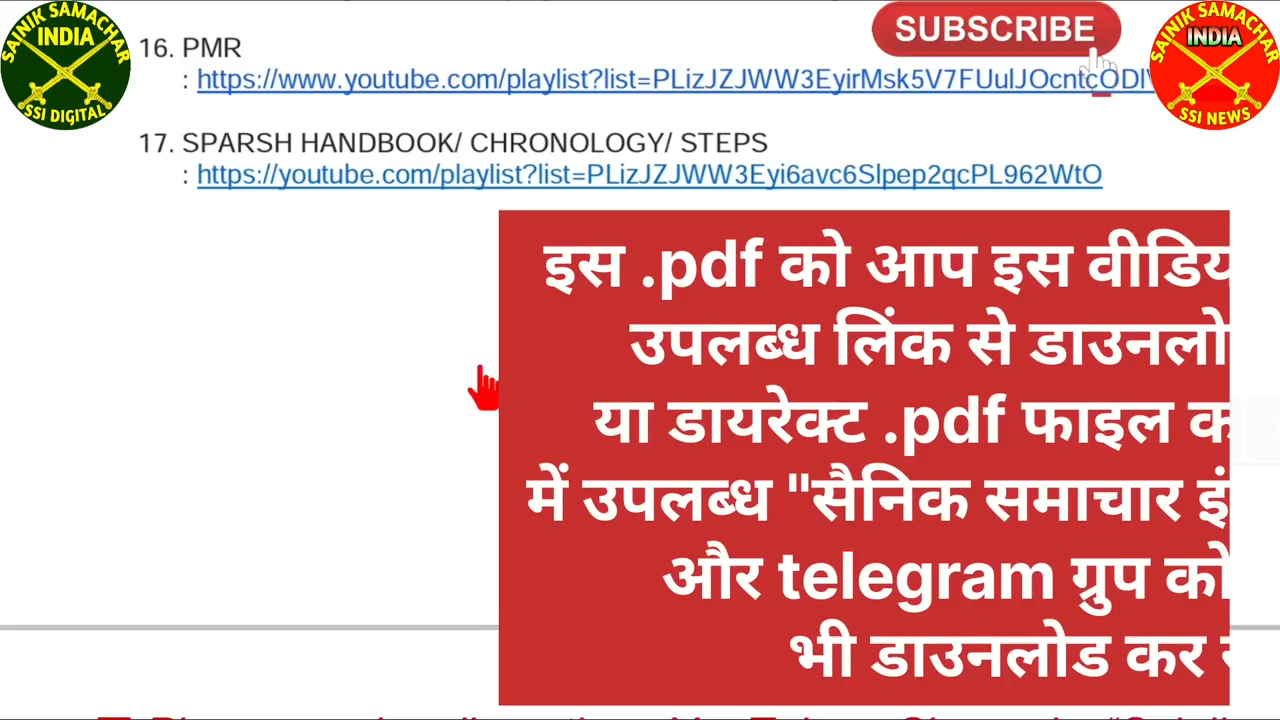 SAINIK SAMACHAR
INDIA
SSI DIGITAL
SUBSCRIBE
SAINIK SAMACHAR
INDIA
SSI NEWS
16. PMR
: https://www.youtube.com/playlist?list=PLizJZJWW3EyirMsk5V7FUulJOcntcODI
17. SPARSH HANDBOOK/ CHRONOLOGY/ STEPS
: https://youtube.com/playlist?list=PLizJZJWW3Eyi6avc6Slpep2qcPL962WtO
इस .pdf को आप इस
उपलब्ध लिंक से
या डायरेक्ट .pdf फाइल
में उपलब्ध "सैनिक समाचार
और telegram ग्रुप को
भी डाउनलोड कर